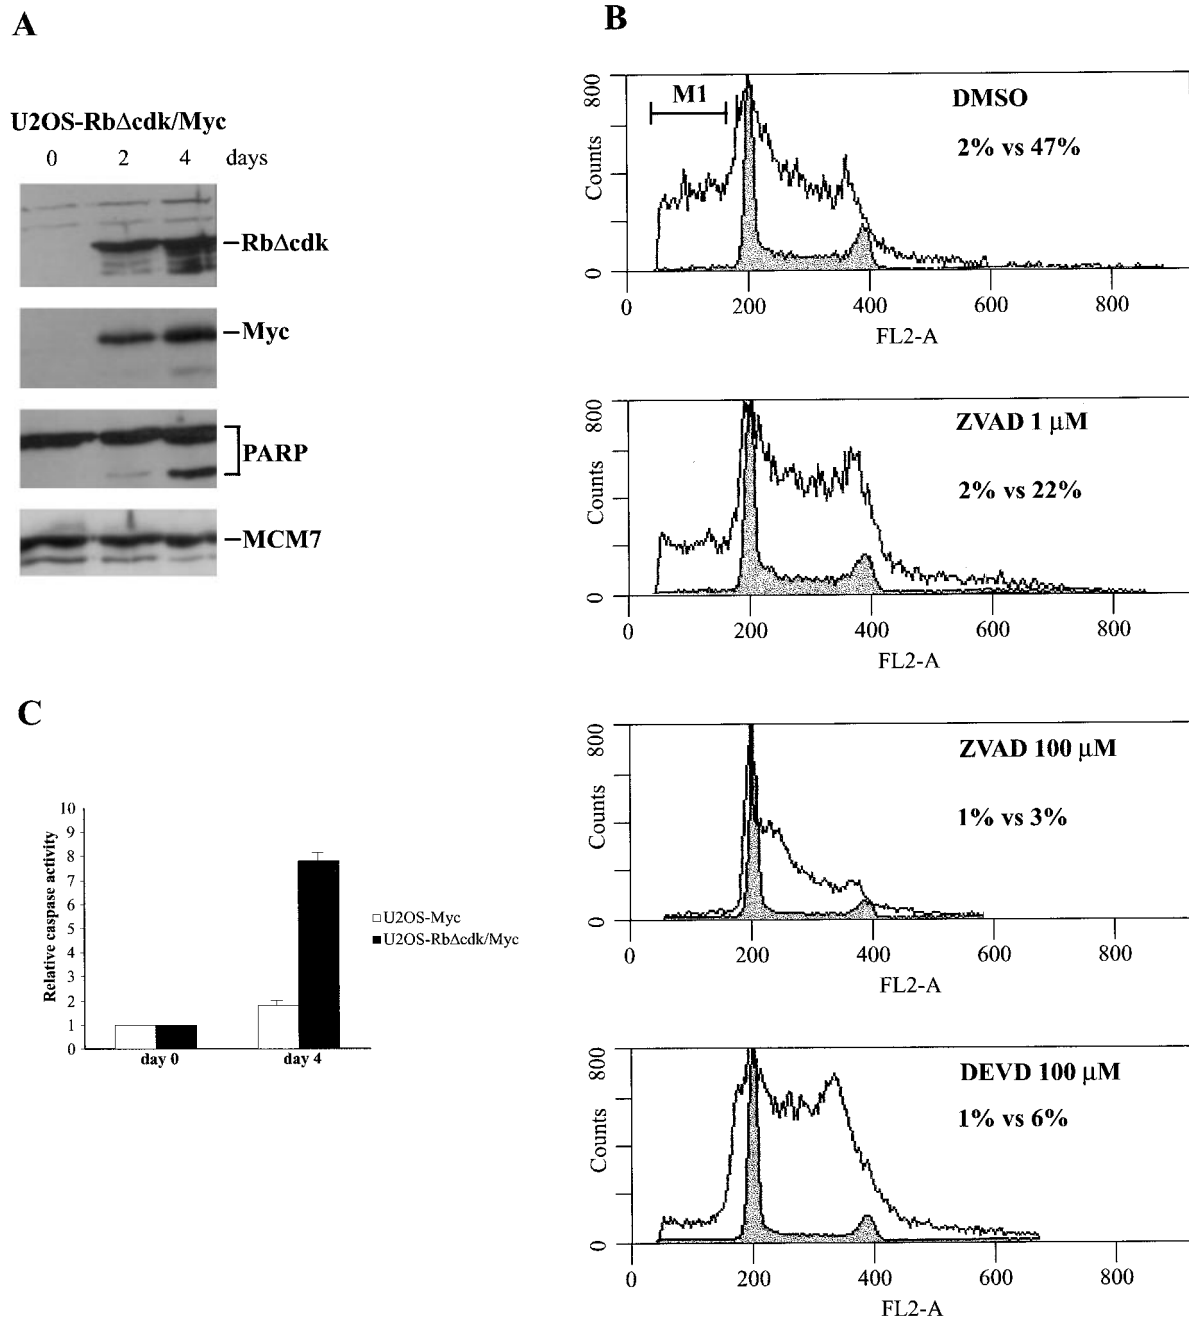 A
U2OS-RbΔcdk/Myc
0 2 4 days
RbΔcdk
Myc
PARP
MCM7
B
DMSO
2% vs 47%
M1
800
Counts
0
0 200 400 600 800
FL2-A
ZVAD 1 μM
2% vs 22%
800
Counts
0
0 200 400 600 800
FL2-A
ZVAD 100 μM
1% vs 3%
800
Counts
0
0 200 400 600 800
FL2-A
DEVD 100 μM
1% vs 6%
800
Counts
0
0 200 400 600 800
FL2-A
C
Relative caspase activity
10
9
8
7
6
5
4
3
2
1
0
day 0 day 4
U2OS-Myc
U2OS-RbΔcdk/Myc